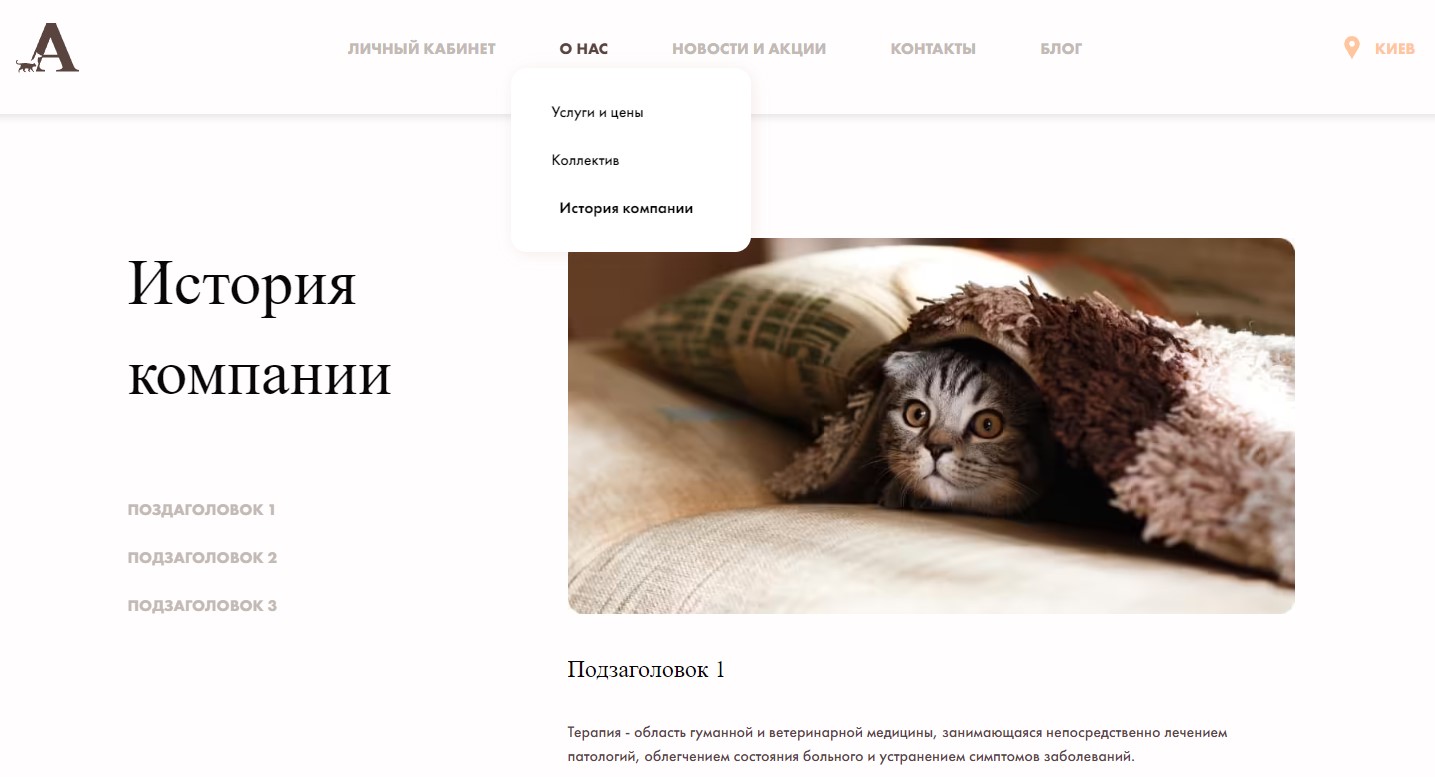 А
ЛИЧНЫЙ КАБИНЕТ
О НАС
НОВОСТИ И АКЦИИ
КОНТАКТЫ
БЛОГ
КИЕВ
Услуги и цены
Коллектив
История компании
История
компании
ПОЗДАГОЛОВОК 1
ПОДЗАГОЛОВОК 2
ПОДЗАГОЛОВОК 3
Подзаголовок 1
Терапия - область гуманной и ветеринарной медицины, занимающаяся непосредственно лечением
патологий, облегчением состояния больного и устранением симптомов заболеваний.